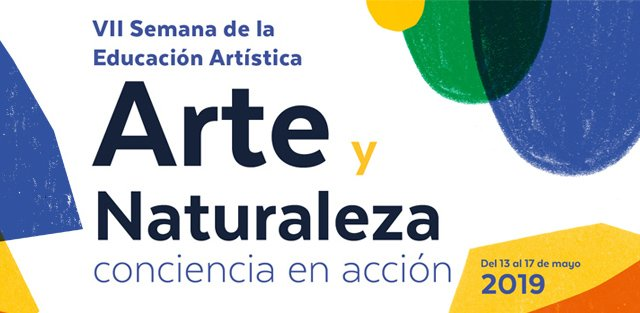 VII Semana de la
Educación Artística
Arte y
Naturaleza
conciencia en acción
Del 13 al 17 de mayo
2019